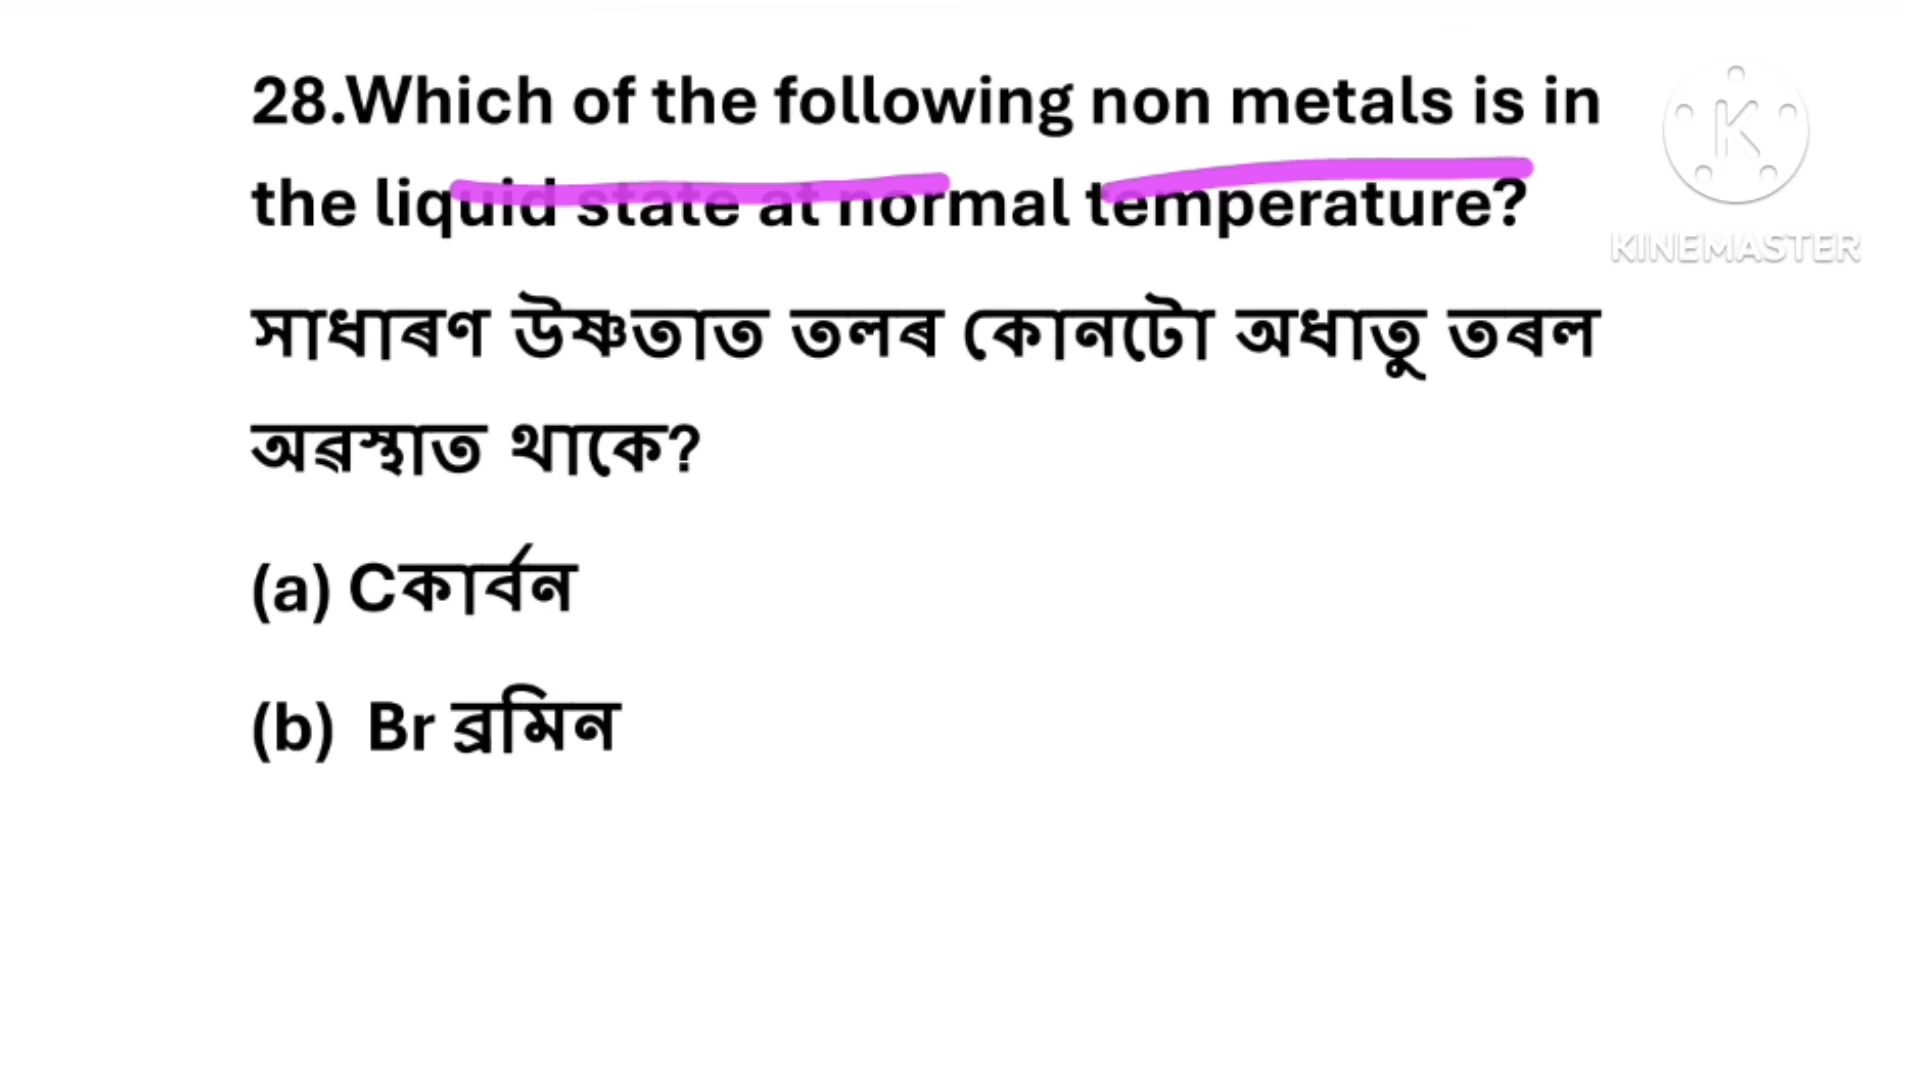 28.Which of the following non metals is in
the liquid state at normal temperature?
সাধাৰণ উষ্ণতাত তলৰ কোনটো অধাতু তৰল
অৱস্থাত থাকে?
(a) Cকাৰ্বন
(b) Br ব্ৰমিন
K
KINEMASTER